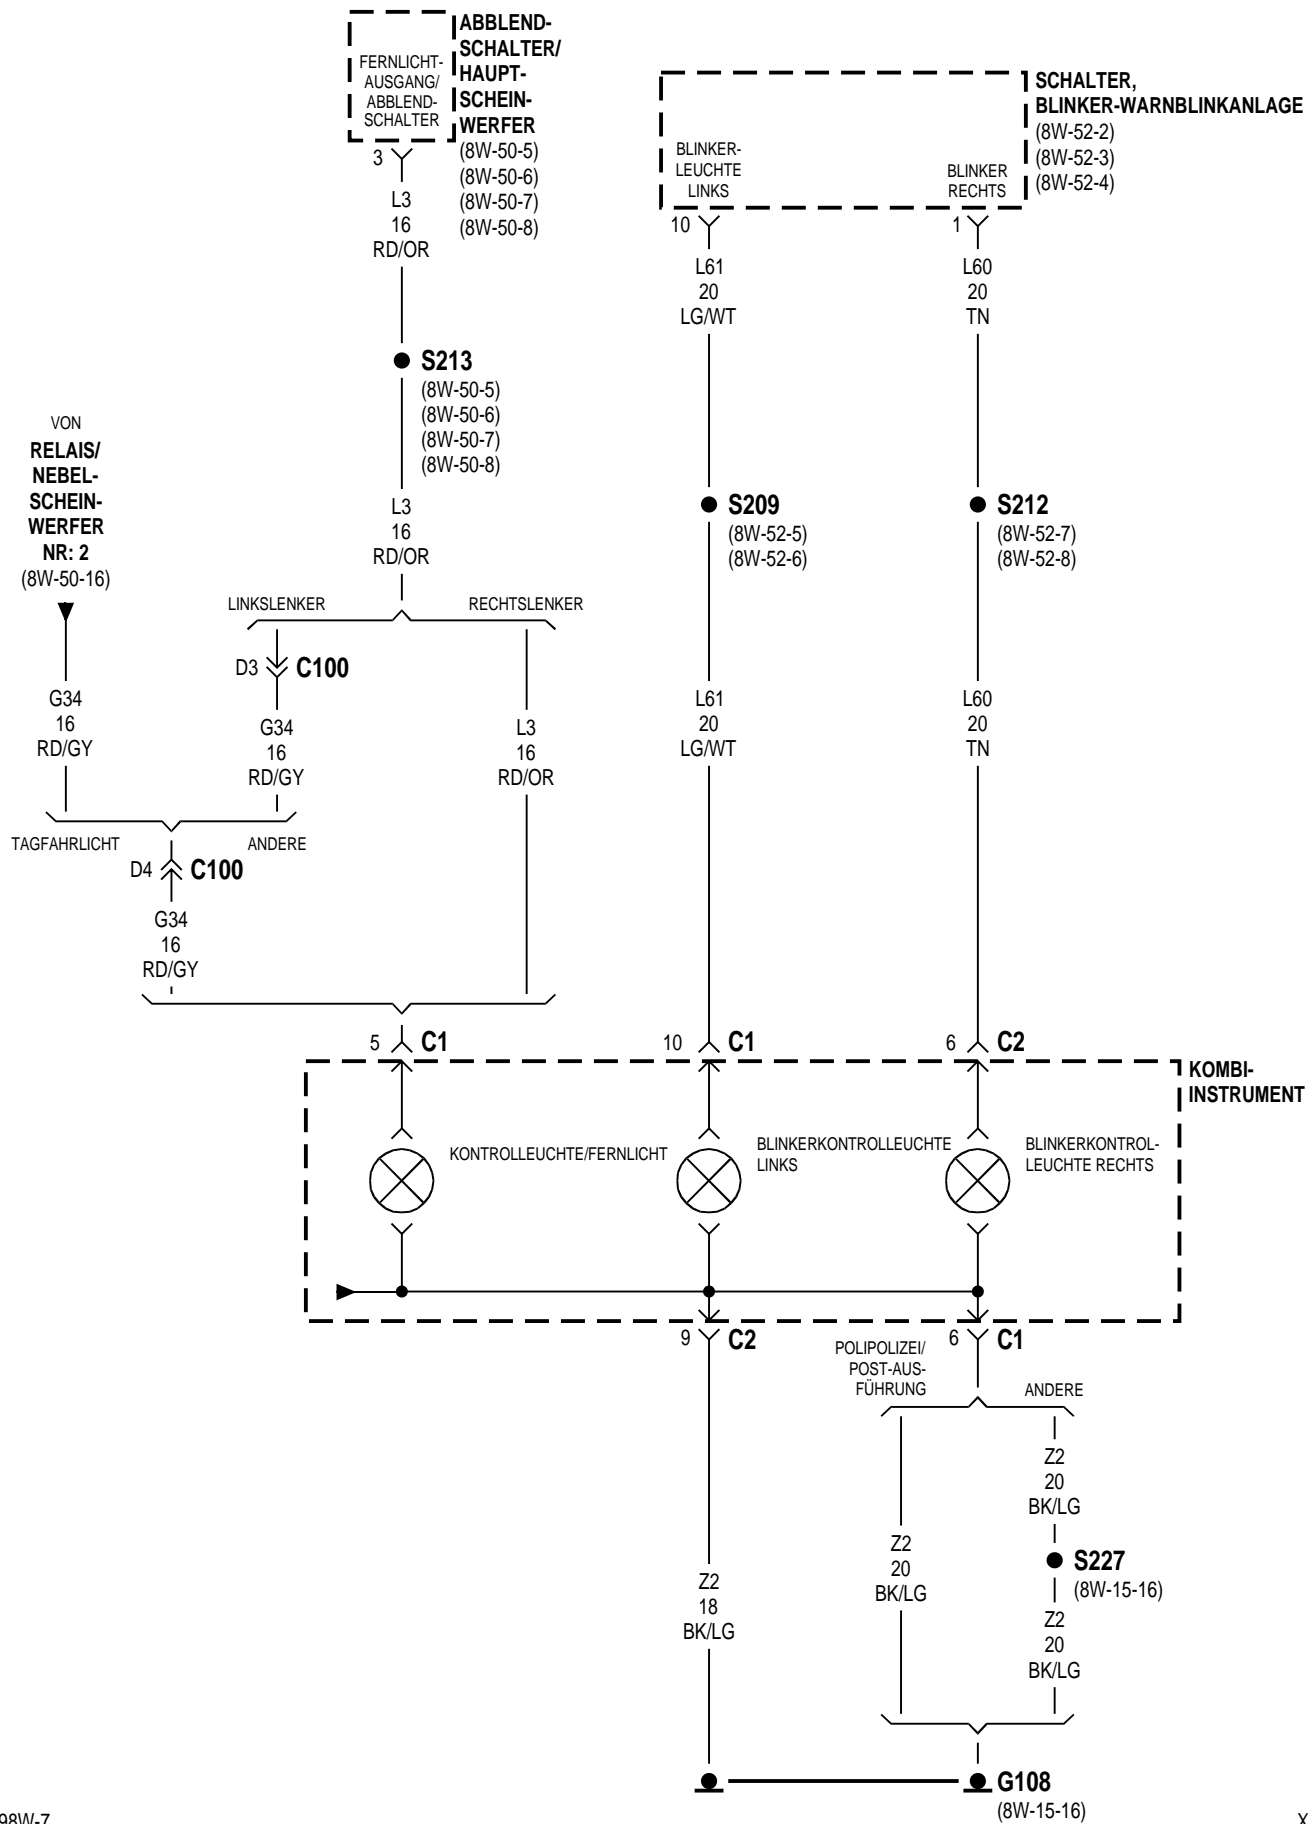 ABBLEND-
SCHALTER/
HAUPT-
SCHEIN-
WERFER
(8W-50-5)
(8W-50-6)
(8W-50-7)
(8W-50-8)
FERNLICHT-
AUSGANG/
ABBLEND-
SCHALTER
3
L3
16
RD/OR
SCHALTER,
BLINKER-WARNBLINKANLAGE
(8W-52-2)
(8W-52-3)
(8W-52-4)
BLINKER-
LEUCHTE
LINKS
BLINKER
RECHTS
10
1
L61
20
LG/WT
L60
20
TN
S213
(8W-50-5)
(8W-50-6)
(8W-50-7)
(8W-50-8)
VON
RELAIS/
NEBEL-
SCHEIN-
WERFER
NR: 2
(8W-50-16)
L3
16
RD/OR
S209
(8W-52-5)
(8W-52-6)
S212
(8W-52-7)
(8W-52-8)
LINKSLENKER
RECHTSLENKER
D3 C100
G34
16
RD/GY
G34
16
RD/GY
L3
16
RD/OR
L61
20
LG/WT
L60
20
TN
TAGFAHRLICHT
ANDERE
D4 C100
G34
16
RD/GY
5 C1
10 C1
6 C2
KOMBI-
INSTRUMENT
KONTROLLEUCHTE/FERNLICHT
BLINKERKONTROLLEUCHTE
LINKS
BLINKERKONTROL-
LEUCHTE RECHTS
9 C2
6 C1
POLIPOLIZEI/
POST-AUS-
FÜHRUNG
ANDERE
Z2
20
BK/LG
S227
(8W-15-16)
Z2
20
BK/LG
Z2
18
BK/LG
Z2
20
BK/LG
G108
(8W-15-16)
98W-7
X